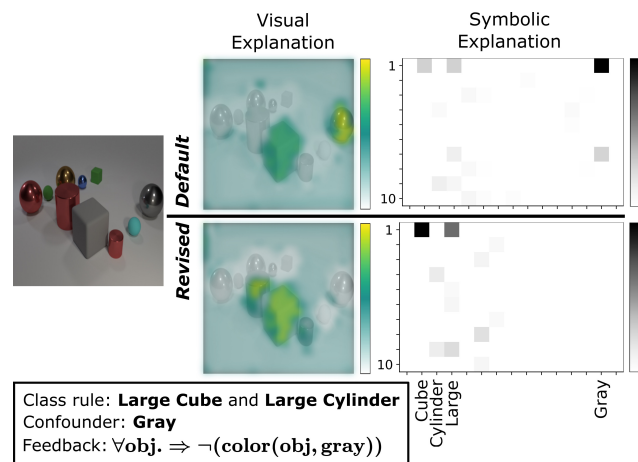 Visual
Explanation
Symbolic
Explanation
Default
1
10
Revised
1
10
Cube
Cylinder
Large
Gray
Class rule: Large Cube and Large Cylinder
Confounder: Gray
Feedback: ∀obj. ⇒ ¬(color(obj, gray))